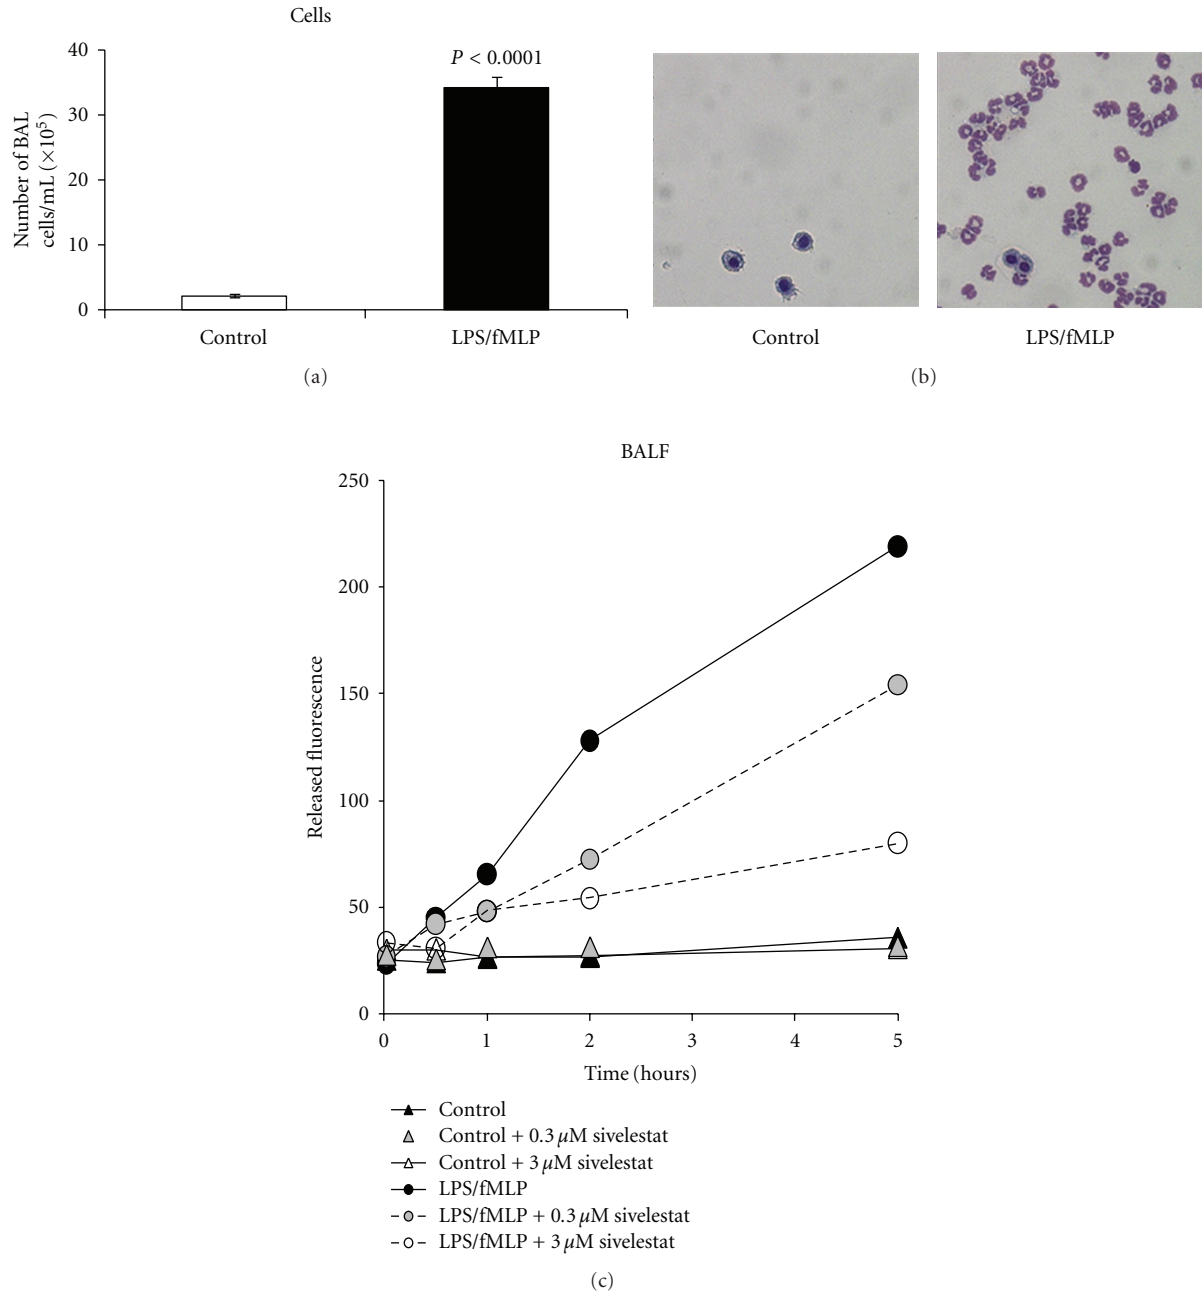 Cells
40
30
20
10
0
Number of BAL
cells/mL (×10⁵)
P < 0.0001
Control
LPS/fMLP
(a)
Control
LPS/fMLP
(b)
BALF
250
200
150
100
50
0
Released fluorescence
0 1 2 3 4 5
Time (hours)
Control
Control + 0.3 µM sivelestat
Control + 3 µM sivelestat
LPS/fMLP
LPS/fMLP + 0.3 µM sivelestat
LPS/fMLP + 3 µM sivelestat
(c)